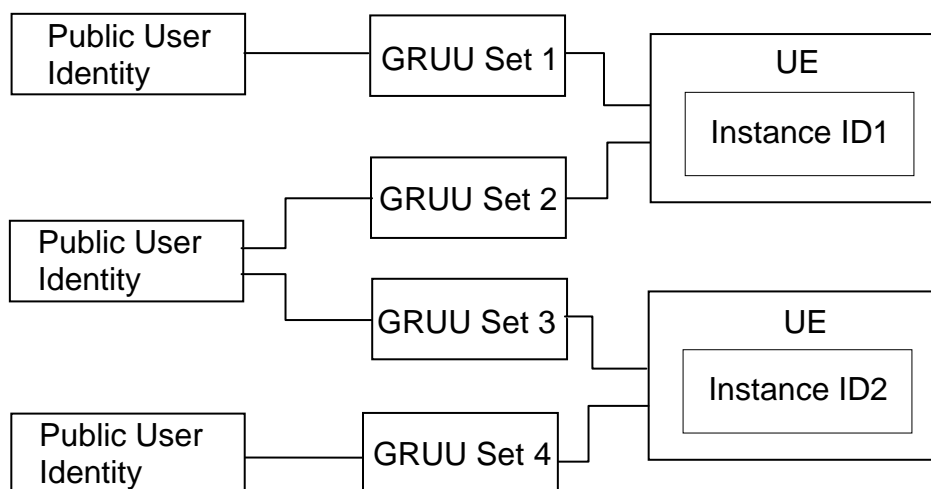 Public User
Identity
GRUU Set 1
UE
Instance ID1
GRUU Set 2
Public User
Identity
GRUU Set 3
UE
Instance ID2
Public User
Identity
GRUU Set 4